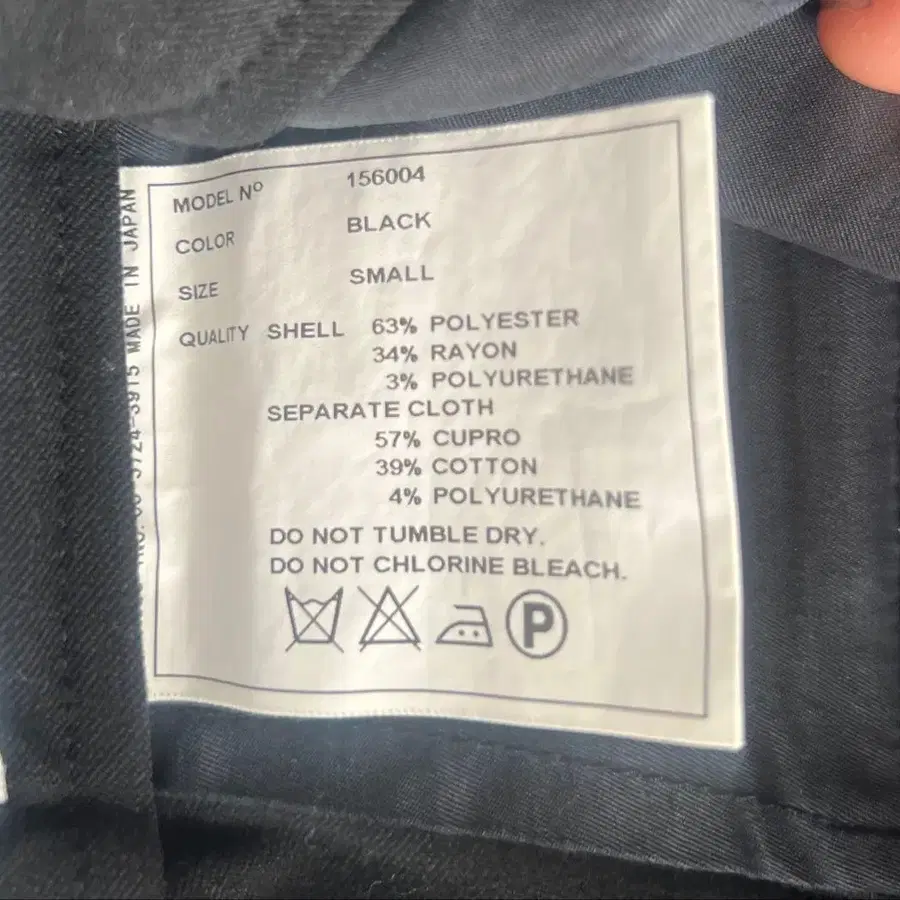 MODEL Nº 156004
COLOR BLACK
SIZE SMALL
QUALITY SHELL 63% POLYESTER
34% RAYON
3% POLYURETHANE
SEPARATE CLOTH
57% CUPRO
39% COTTON
4% POLYURETHANE
DO NOT TUMBLE DRY.
DO NOT CHLORINE BLEACH.
P
MADE IN JAPAN